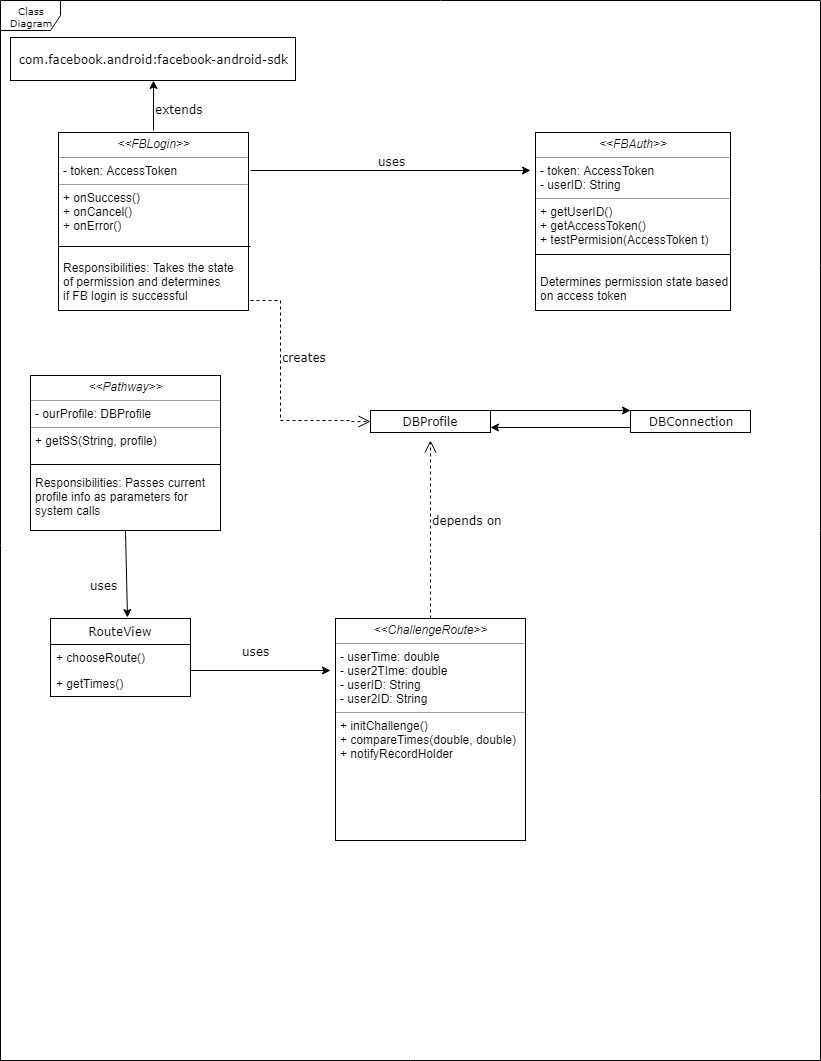 Class
Diagram
com.facebook.android:facebook-android-sdk
extends
<<FBLogin>>
- token: AccessToken
+ onSuccess()
+ onCancel()
+ onError()
Responsibilities: Takes the state
of permission and determines
if FB login is successful
uses
<<FBAuth>>
- token: AccessToken
- userID: String
+ getUserID()
+ getAccessToken()
+ testPermision(AccessToken t)
Determines permission state based
on access token
creates
<<Pathway>>
- ourProfile: DBProfile
+ getSS(String, profile)
Responsibilities: Passes current
profile info as parameters for
system calls
DBProfile
DBConnection
depends on
uses
RouteView
+ chooseRoute()
+ getTimes()
uses
<<ChallengeRoute>>
- userTime: double
- user2TIme: double
- userID: String
- user2ID: String
+ initChallenge()
+ compareTimes(double, double)
+ notifyRecordHolder